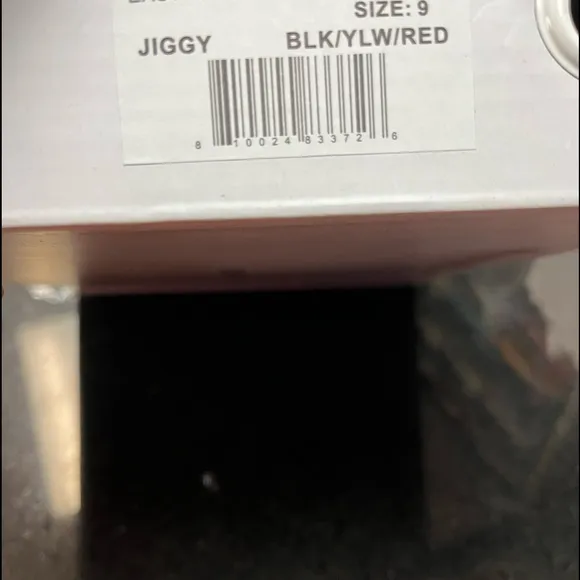 SIZE: 9
JIGGY BLK/YLW/RED
8 10024 83372 6